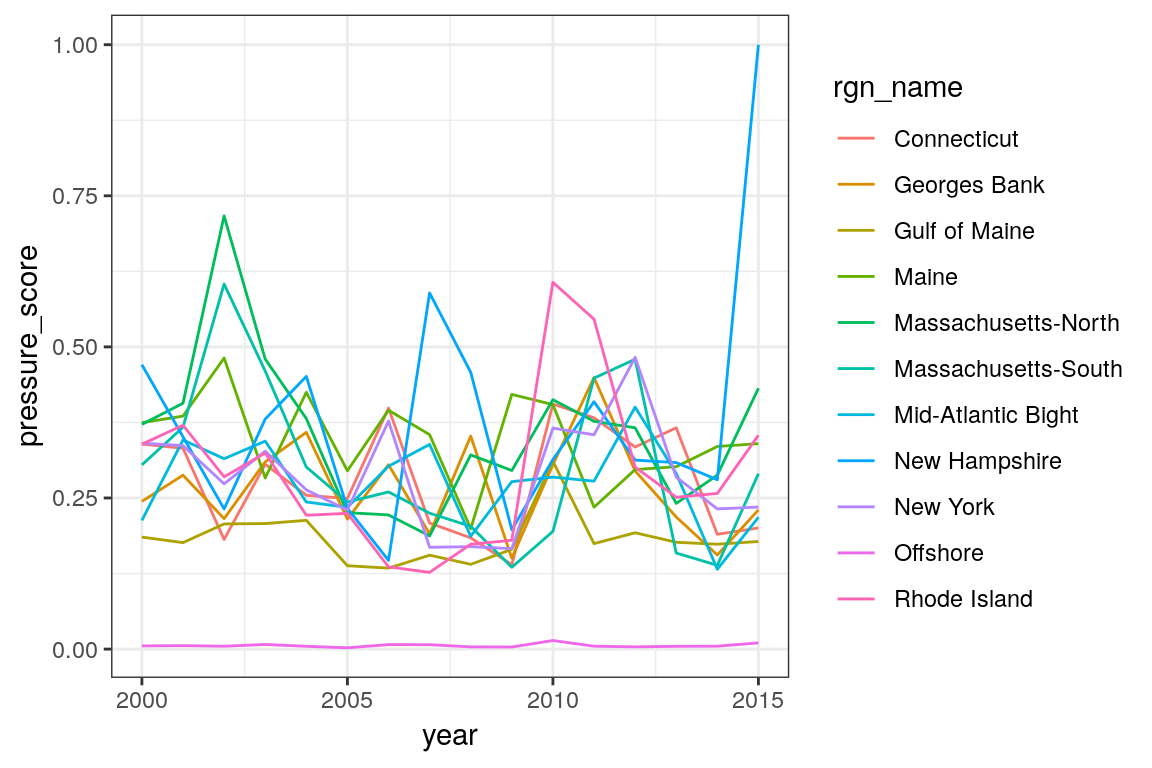 1.00
0.75
0.50
0.25
0.00
pressure_score
2000 2005 2010 2015
year
rgn_name
Connecticut
Georges Bank
Gulf of Maine
Maine
Massachusetts-North
Massachusetts-South
Mid-Atlantic Bight
New Hampshire
New York
Offshore
Rhode Island